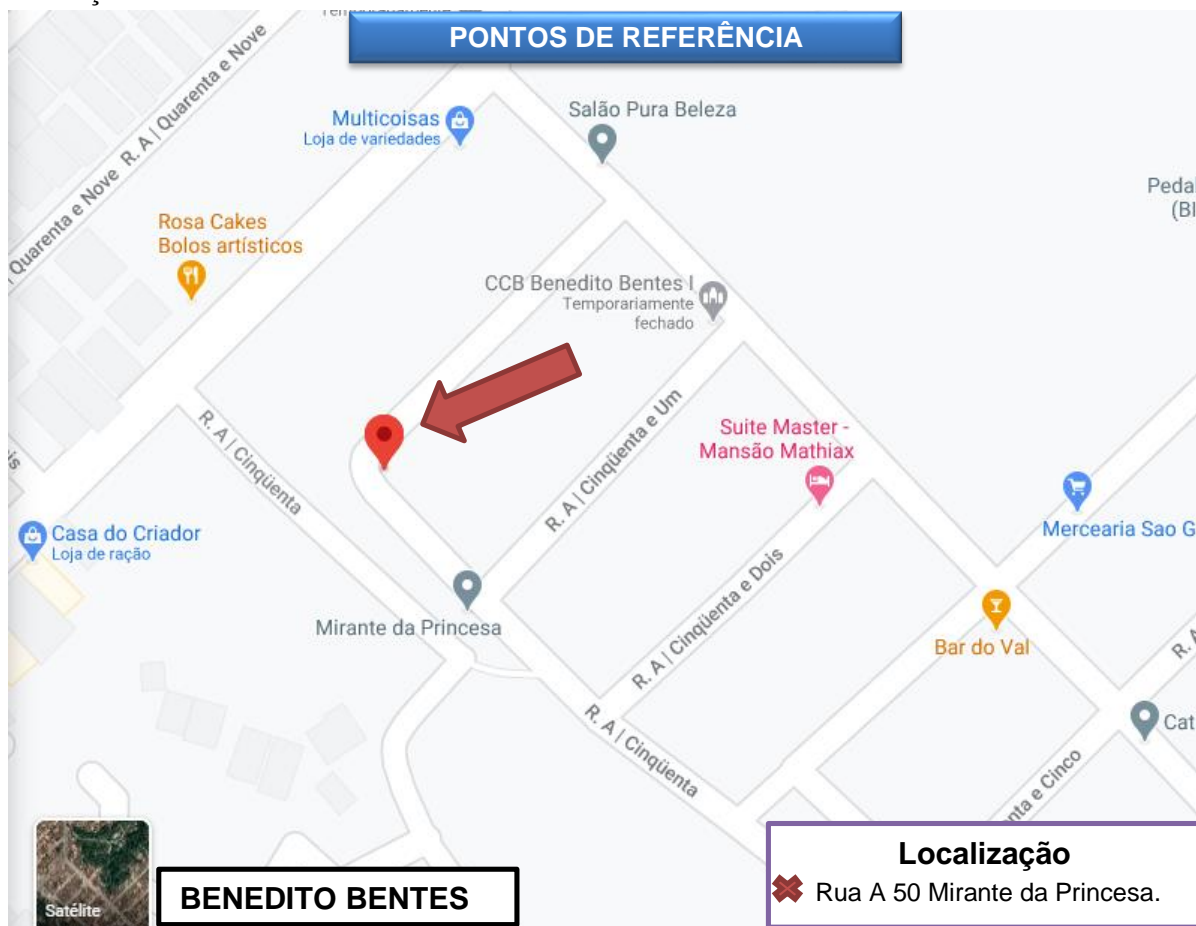 PONTOS DE REFERÊNCIA
R. A | Quarenta e Nove
Quarenta e Nove
Multicoisas
Loja de variedades
Salão Pura Beleza
Rosa Cakes
Bolos artísticos
CCB Benedito Bentes I
Temporariamente
fechado
R. A | Cinqüenta
R. A | Cinqüenta e Um
Suite Master -
Mansão Mathiax
Casa do Criador
Loja de ração
Mercearia Sao G
Mirante da Princesa
R. A | Cinqüenta e Dois
Bar do Val
R. A | Cinqüenta
Cat
e Cinco
Satélite
BENEDITO BENTES
Localização
Rua A 50 Mirante da Princesa.